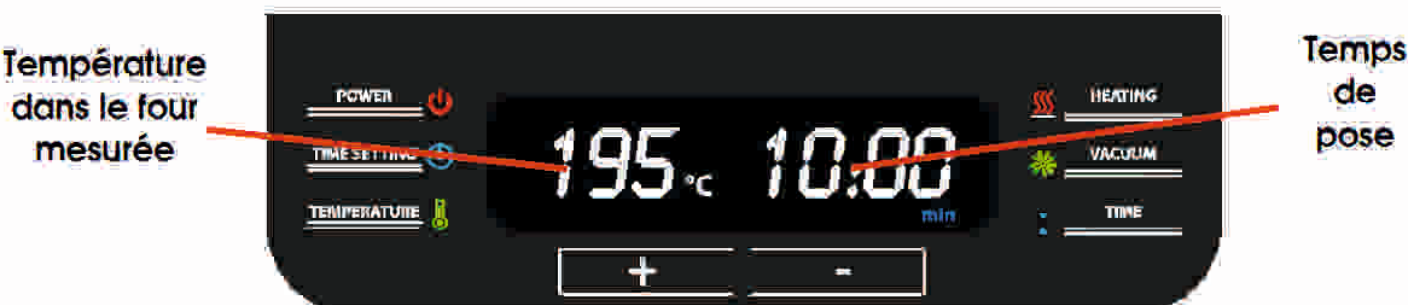 Température
dans le four
mesurée
POWER
TIME SETTING
TEMPERATURE
195 °C
10:00
min
+
-
HEATING
VACUUM
TIME
Temps
de
pose